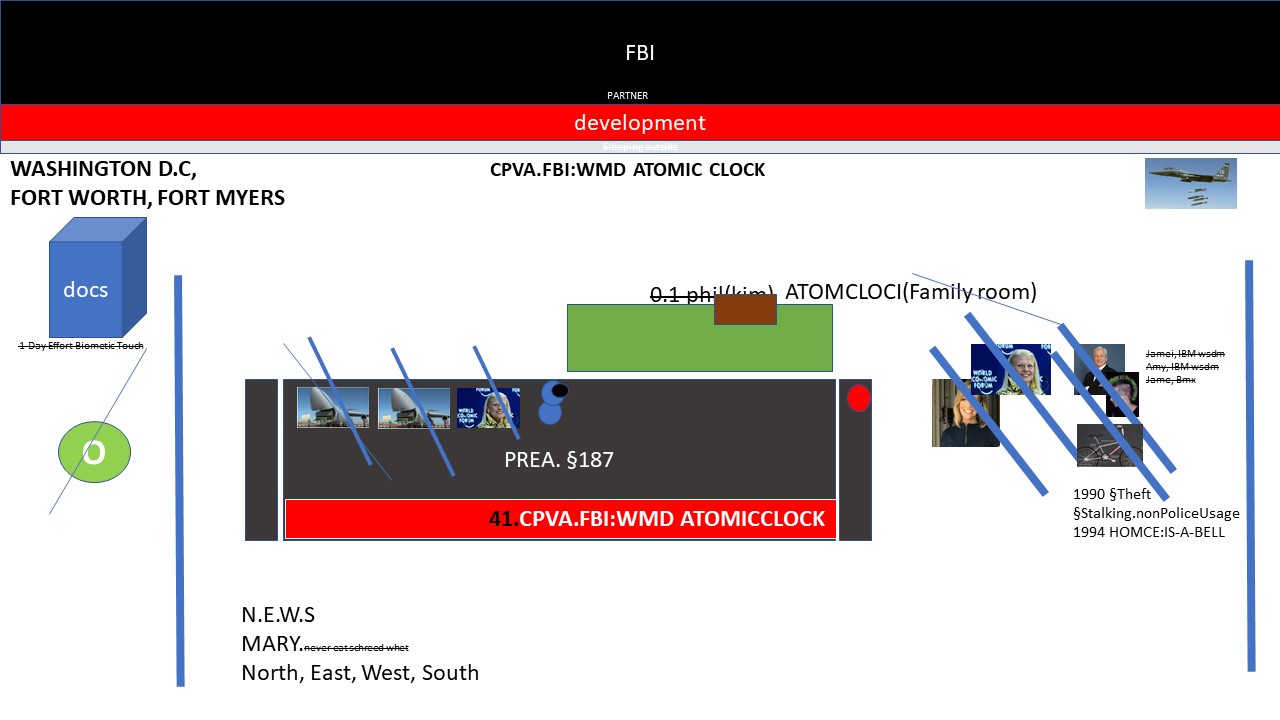 FBI
PARTNER
development
Sleeping outside
WASHINGTON D.C,
FORT WORTH, FORT MYERS
CPVA.FBI:WMD ATOMIC CLOCK
docs
1-Day Effort Biometic Touch
0.1 phil(kim) ATOMCLOCI(Family room)
Jamei, IBM wsdm
Amy, IBM wsdm
Jame, Bmx
O
WORLD
ECONOMIC
FORUM
PREA. §187
41.CPVA.FBI:WMD ATOMICCLOCK
1990 §Theft
§Stalking.nonPoliceUsage
1994 HOMCE:IS-A-BELL
N.E.W.S
MARY.never eat schreed whet
North, East, West, South